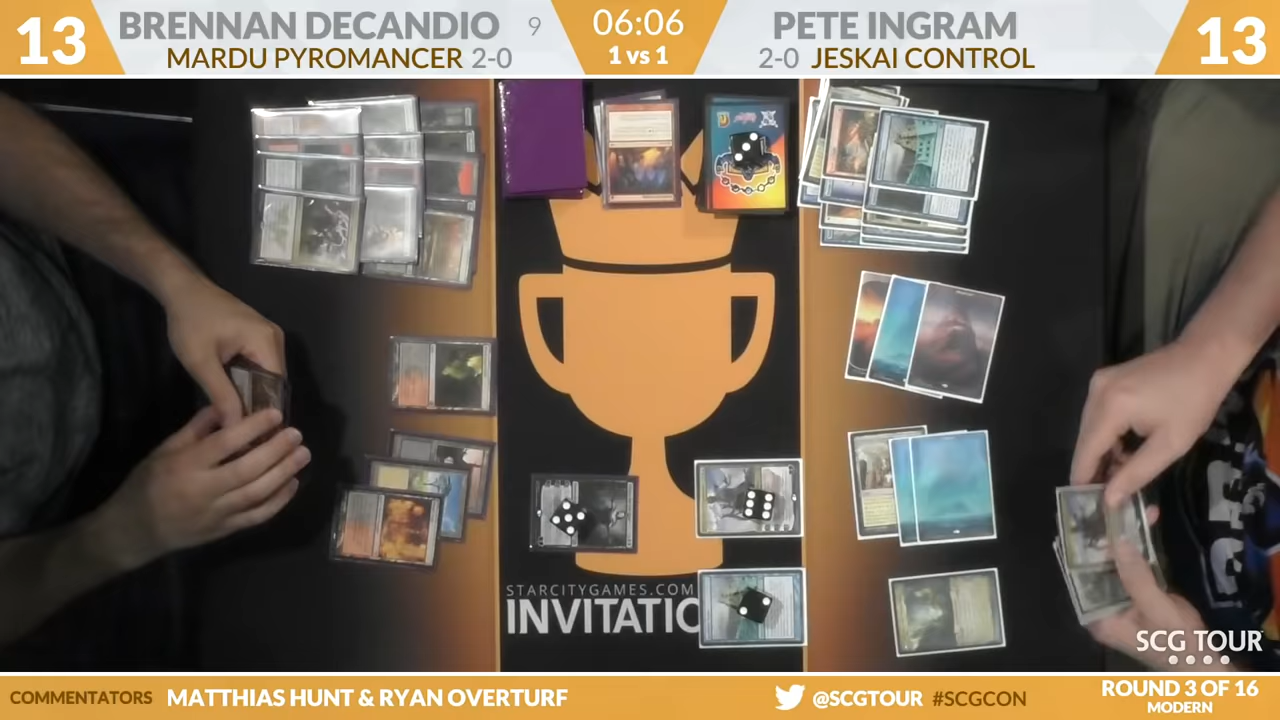 13
BRENNAN DECANDIO 9
MARDU PYROMANCER 2-0
06:06
1 vs 1
PETE INGRAM
2-0 JESKAI CONTROL
13
STARCITYGAMES.COM
INVITATIO
SCG TOUR
COMMENTATORS MATTHIAS HUNT & RYAN OVERTURF
@SCGTOUR #SCGCON
ROUND 3 OF 16
MODERN